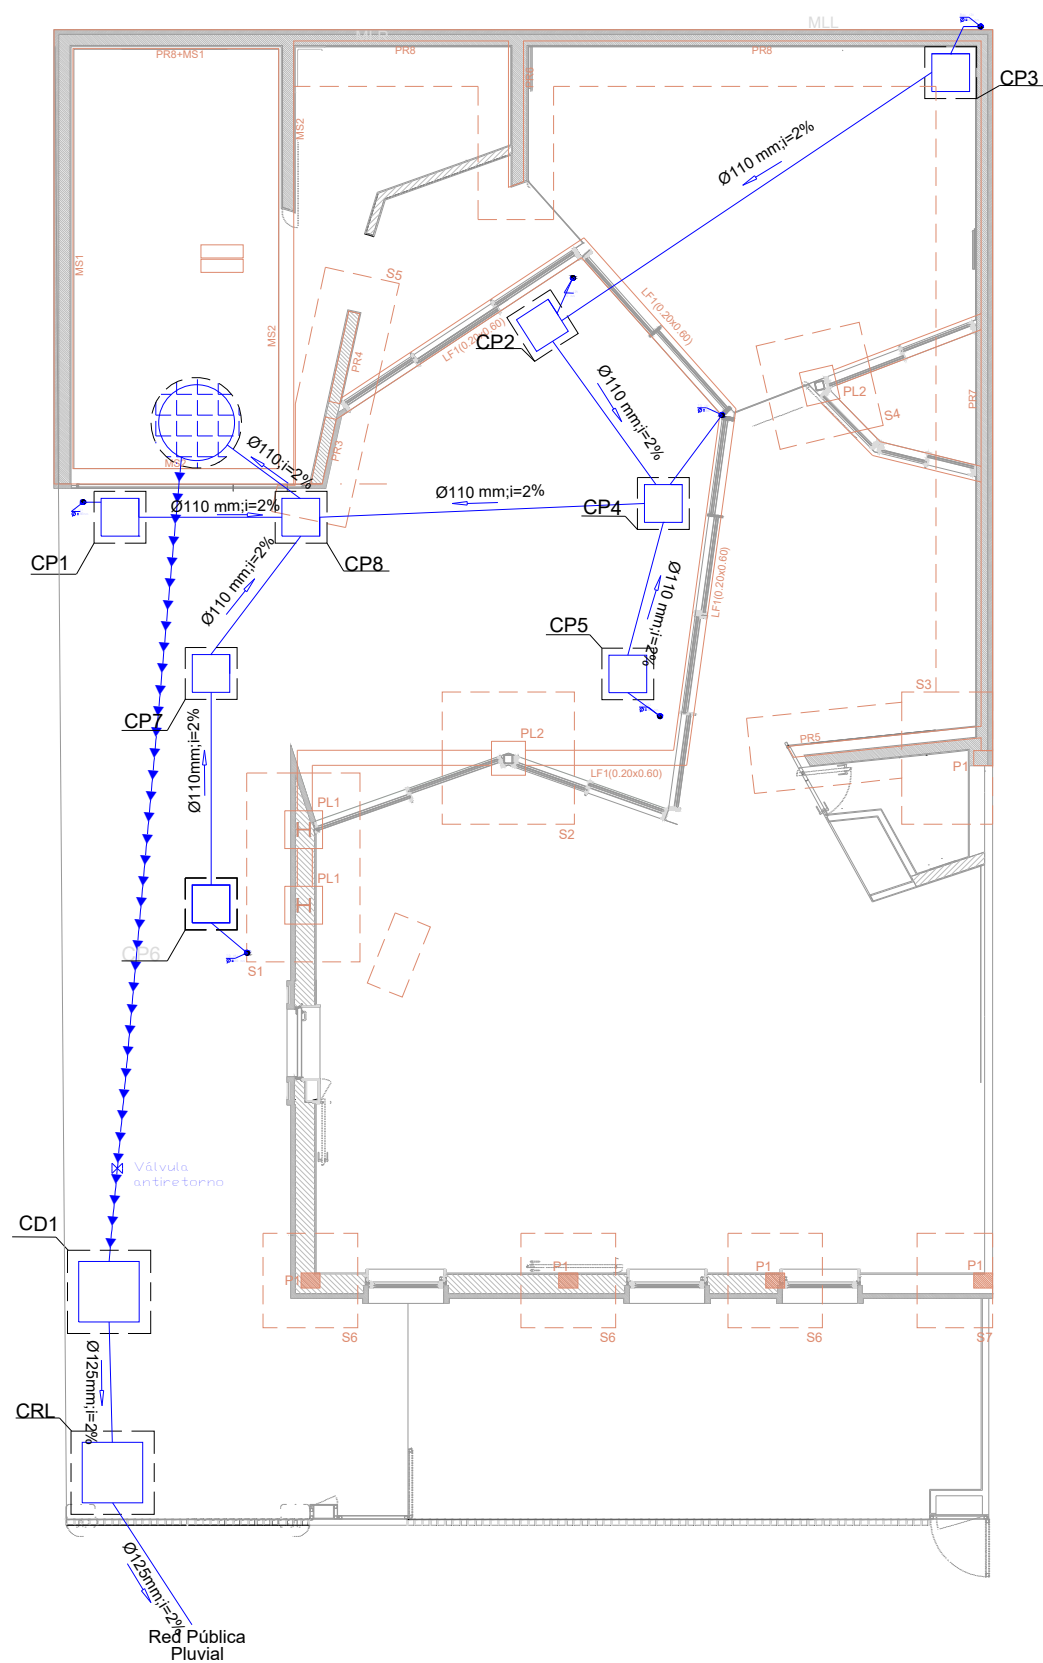 MLL
MLR
PR8+MS1
PR8
PR8
CP3
PR8
MS2
Ø110 mm;i=2%
MS1
MS2
S5
LF1(0.20x0.60)
LF1(0.20x0.60)
CP2
PR4
PL2
PR7
S4
Ø110 mm;i=2%
PR3
MS2
Ø110;i=2%
Ø110 mm;i=2%
Ø110 mm;i=2%
CP4
CP1
CP8
Ø110 mm;i=2%
Ø110 mm;i=2%
LF1(0.20x0.60)
CP5
S3
CP7
Ø110mm;i=2%
PL2
PR5
LF1(0.20x0.60)
P1
PL1
S2
PL1
CP6
S1
Válvula
antiretorno
CD1
P1
P1
P1
P1
S6
S6
S6
S7
Ø125mm;i=2%
CRL
Ø125mm;i=2%
Red Pública
Pluvial